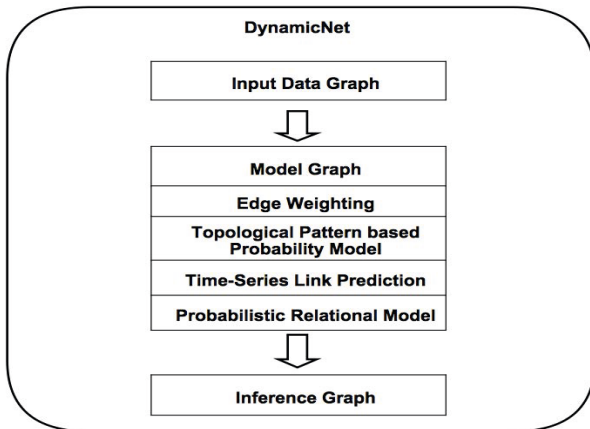 DynamicNet
Input Data Graph
Model Graph
Edge Weighting
Topological Pattern based
Probability Model
Time-Series Link Prediction
Probabilistic Relational Model
Inference Graph